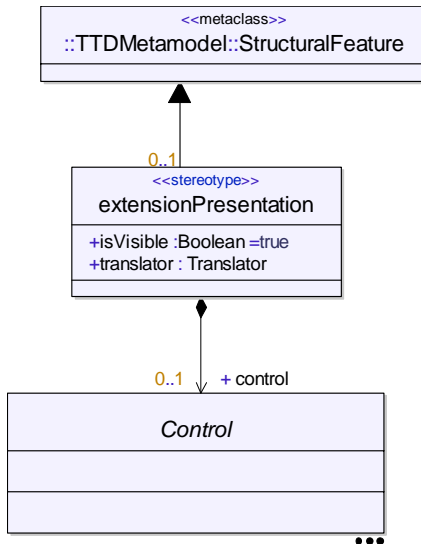 <<metaclass>>
::TTDMetamodel::StructuralFeature
0..1
<<stereotype>>
extensionPresentation
+isVisible :Boolean =true
+translator : Translator
0..1 + control
Control